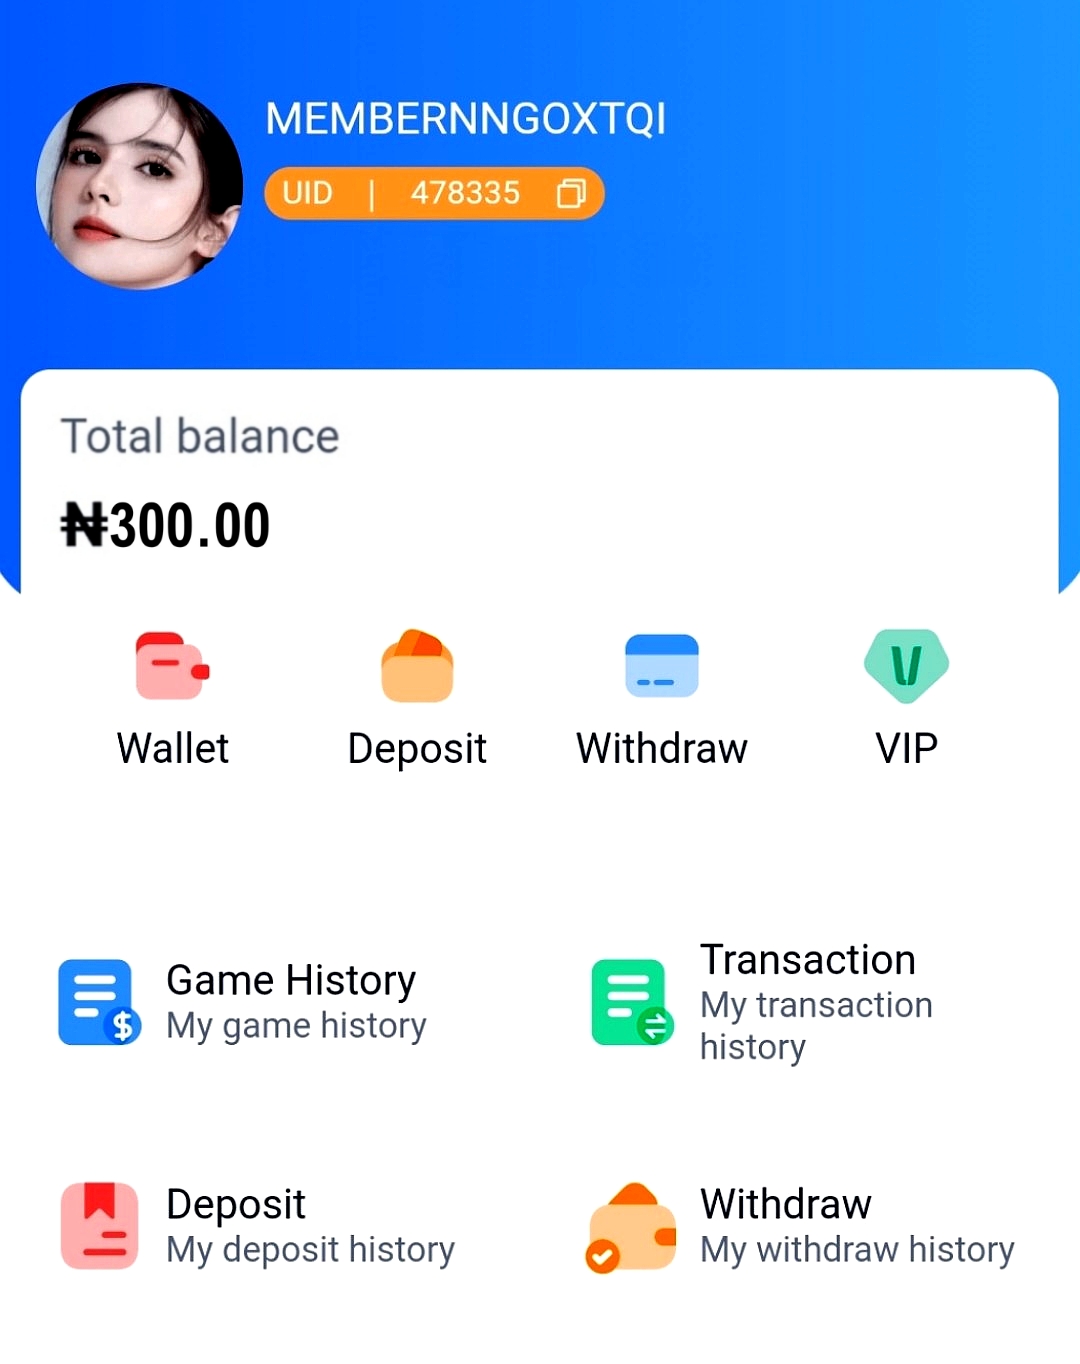 MEMBERNNGOXTQI
UID | 478335
Total balance
₦300.00
Wallet
Deposit
Withdraw
VIP
Game History
My game history
Transaction
My transaction
history
Deposit
My deposit history
Withdraw
My withdraw history